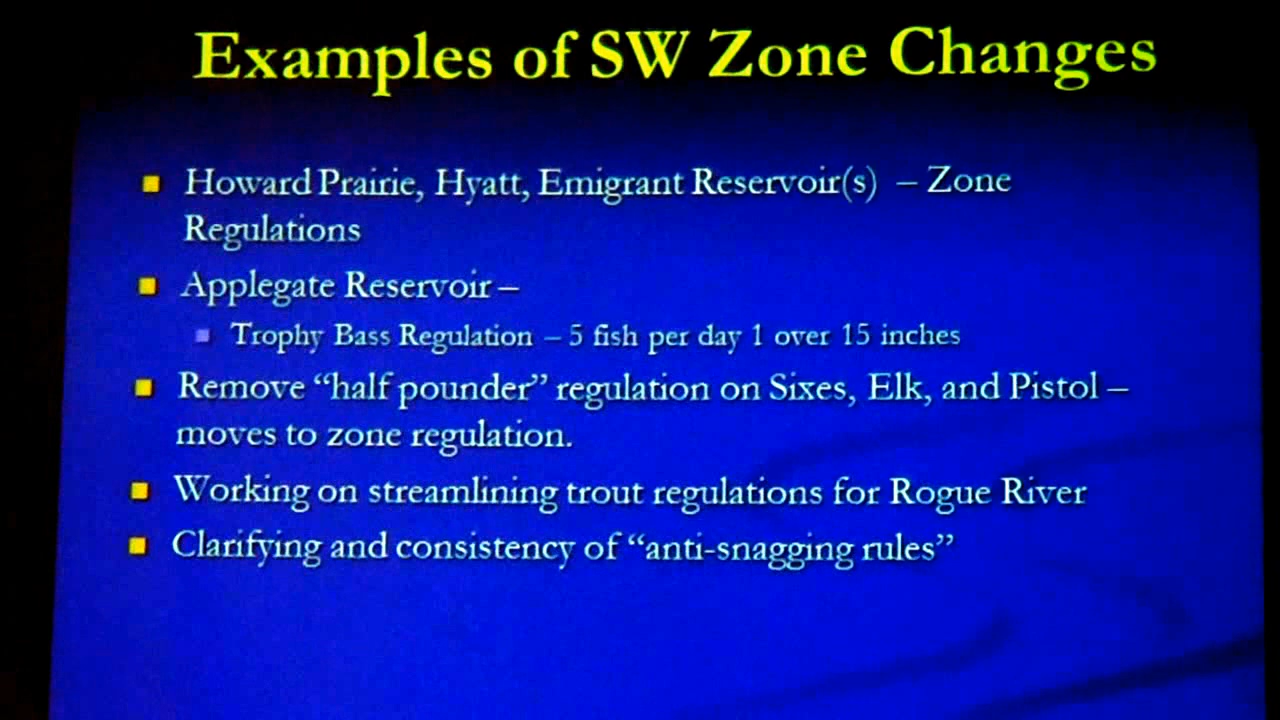 Examples of SW Zone Changes
Howard Prairie, Hyatt, Emigrant Reservoir(s) – Zone
Regulations
Applegate Reservoir –
Trophy Bass Regulation – 5 fish per day 1 over 15 inches
Remove “half pounder” regulation on Sixes, Elk, and Pistol –
moves to zone regulation.
Working on streamlining trout regulations for Rogue River
Clarifying and consistency of “anti-snagging rules”